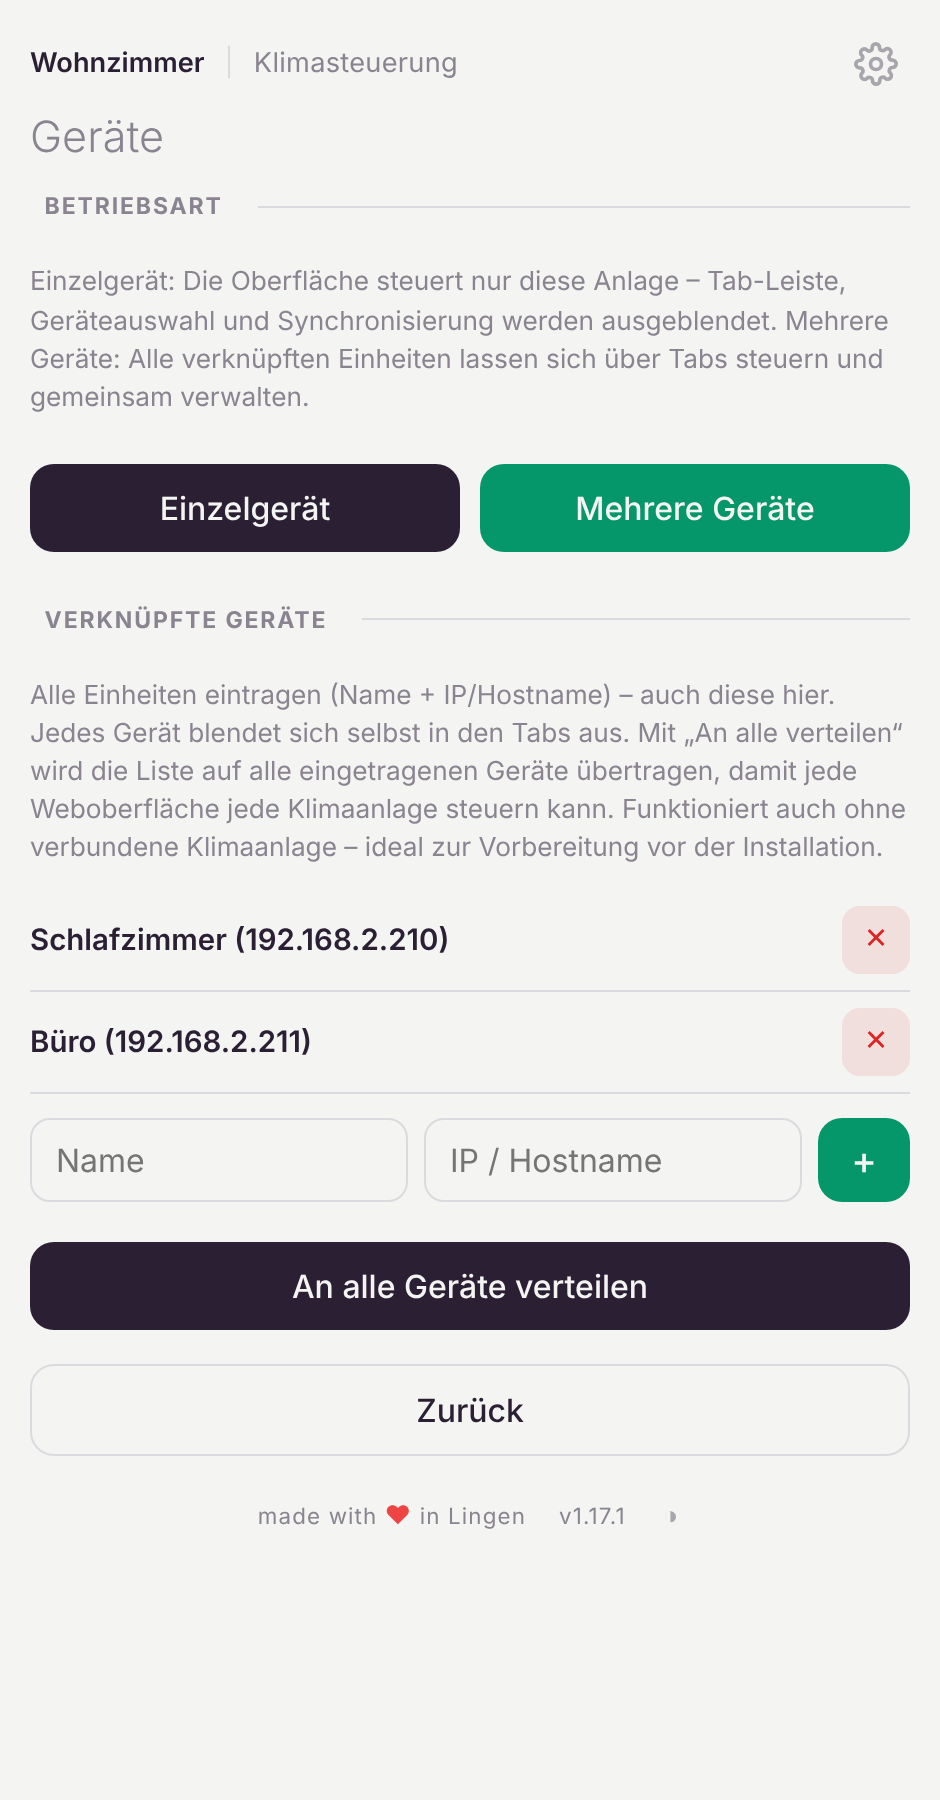 Wohnzimmer Klimasteuerung
Geräte
BETRIEBSART
Einzelgerät: Die Oberfläche steuert nur diese Anlage – Tab-Leiste,
Geräteauswahl und Synchronisierung werden ausgeblendet. Mehrere
Geräte: Alle verknüpften Einheiten lassen sich über Tabs steuern und
gemeinsam verwalten.
Einzelgerät Mehrere Geräte
VERKNÜPFTE GERÄTE
Alle Einheiten eintragen (Name + IP/Hostname) – auch diese hier.
Jedes Gerät blendet sich selbst in den Tabs aus. Mit „An alle verteilen“
wird die Liste auf alle eingetragenen Geräte übertragen, damit jede
Weboberfläche jede Klimaanlage steuern kann. Funktioniert auch ohne
verbundene Klimaanlage – ideal zur Vorbereitung vor der Installation.
Schlafzimmer (192.168.2.210) ✕
Büro (192.168.2.211) ✕
Name IP / Hostname +
An alle Geräte verteilen
Zurück
made with ❤ in Lingen v1.17.1